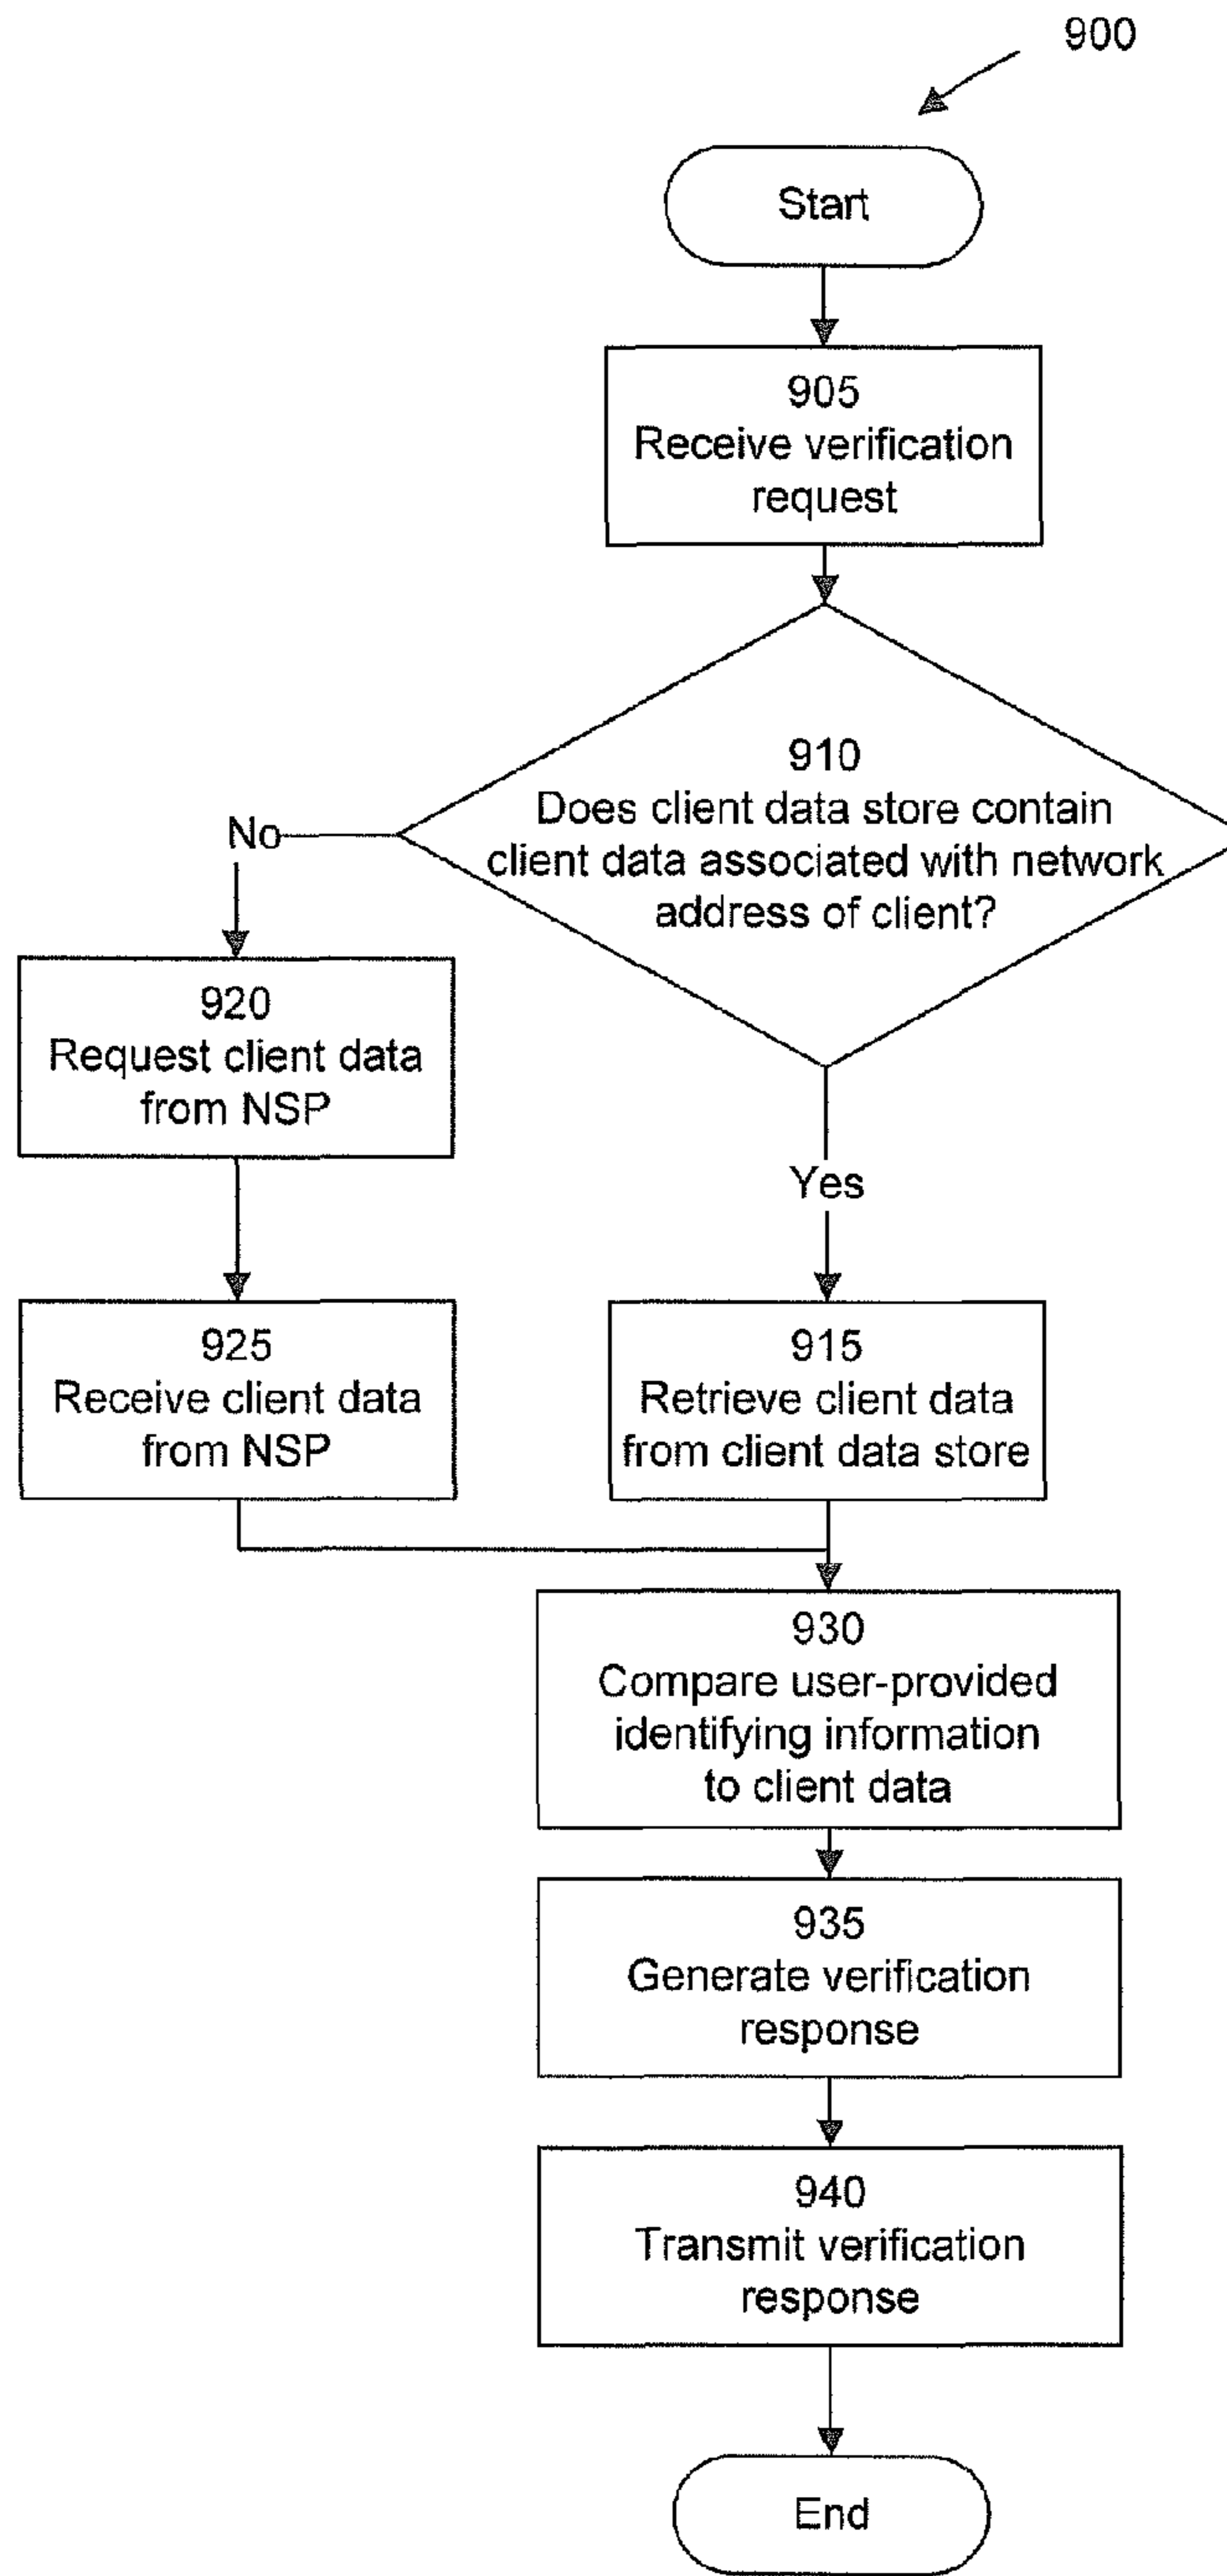 900
Start
905
Receive verification
request
910
Does client data store contain
client data associated with network
address of client?
No
Yes
920
Request client data
from NSP
925
Receive client data
from NSP
915
Retrieve client data
from client data store
930
Compare user-provided
identifying information
to client data
935
Generate verification
response
940
Transmit verification
response
End